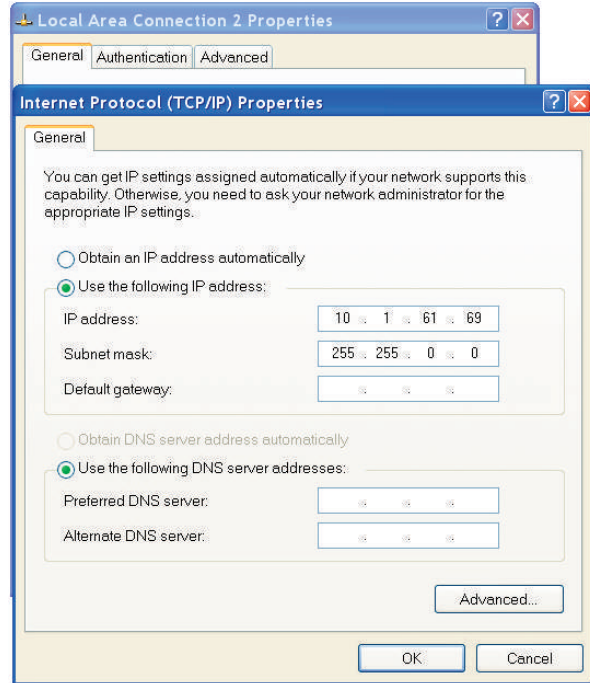 Local Area Connection 2 Properties
General Authentication Advanced
Internet Protocol (TCP/IP) Properties
General
You can get IP settings assigned automatically if your network supports this
capability. Otherwise, you need to ask your network administrator for the
appropriate IP settings.
Obtain an IP address automatically
Use the following IP address:
IP address: 10 . 1 . 61 . 69
Subnet mask: 255 . 255 . 0 . 0
Default gateway: . . .
Obtain DNS server address automatically
Use the following DNS server addresses:
Preferred DNS server: . . .
Alternate DNS server: . . .
Advanced...
OK Cancel